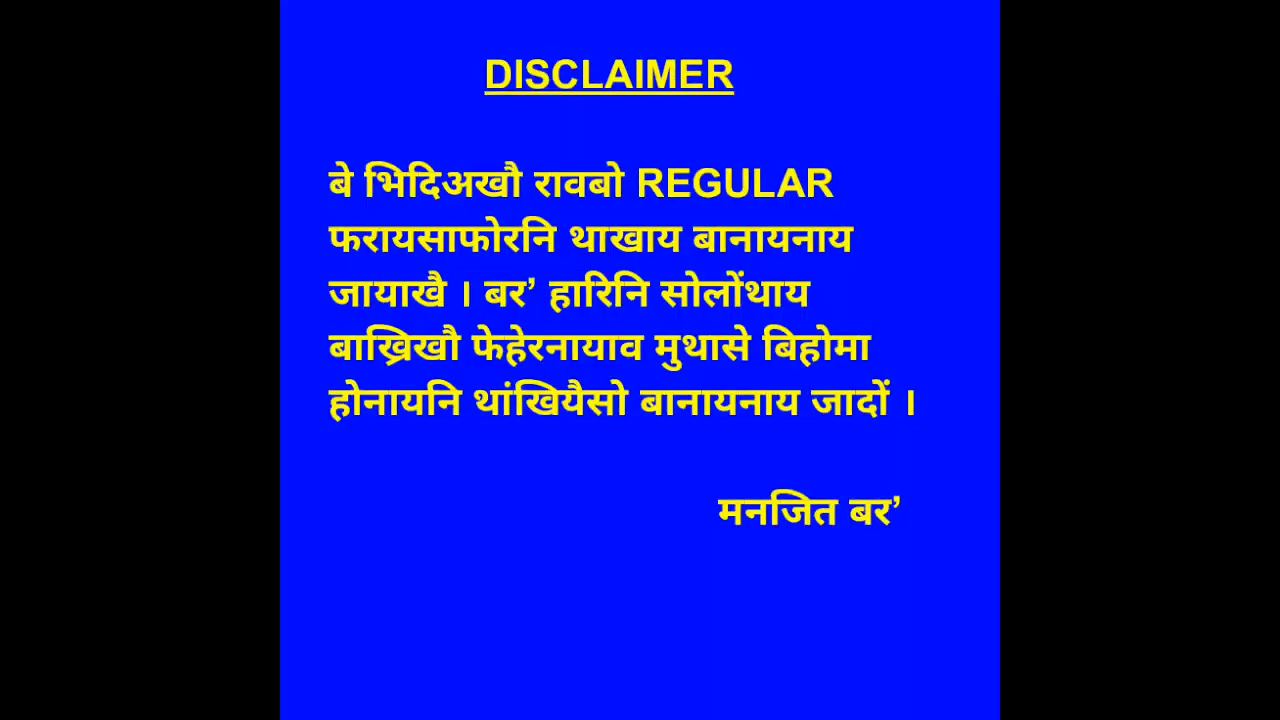 DISCLAIMER
बे भिदिअखौ रावबो REGULAR
फरायसाफोरनि थाखाय बानायनाय
जायाखै । बर’ हारिनि सोलोंथाय
बाख्रिखौ फेहेरनायाव मुथासे बिहोमा
होनायनि थांखियैसो बानायनाय जादों ।
मनजित बर’